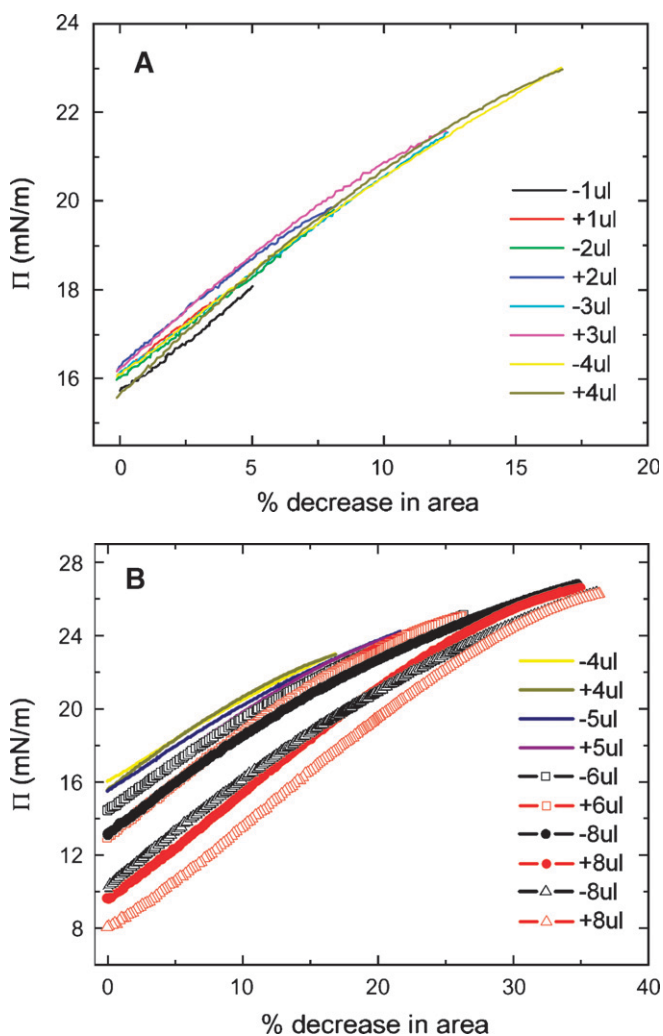 A
24
22
20
18
16
Π (mN/m)
-1ul
+1ul
-2ul
+2ul
-3ul
+3ul
-4ul
+4ul
0 5 10 15 20
% decrease in area
B
28
24
20
16
12
8
Π (mN/m)
-4ul
+4ul
-5ul
+5ul
-6ul
+6ul
-8ul
+8ul
-8ul
+8ul
0 10 20 30 40
% decrease in area